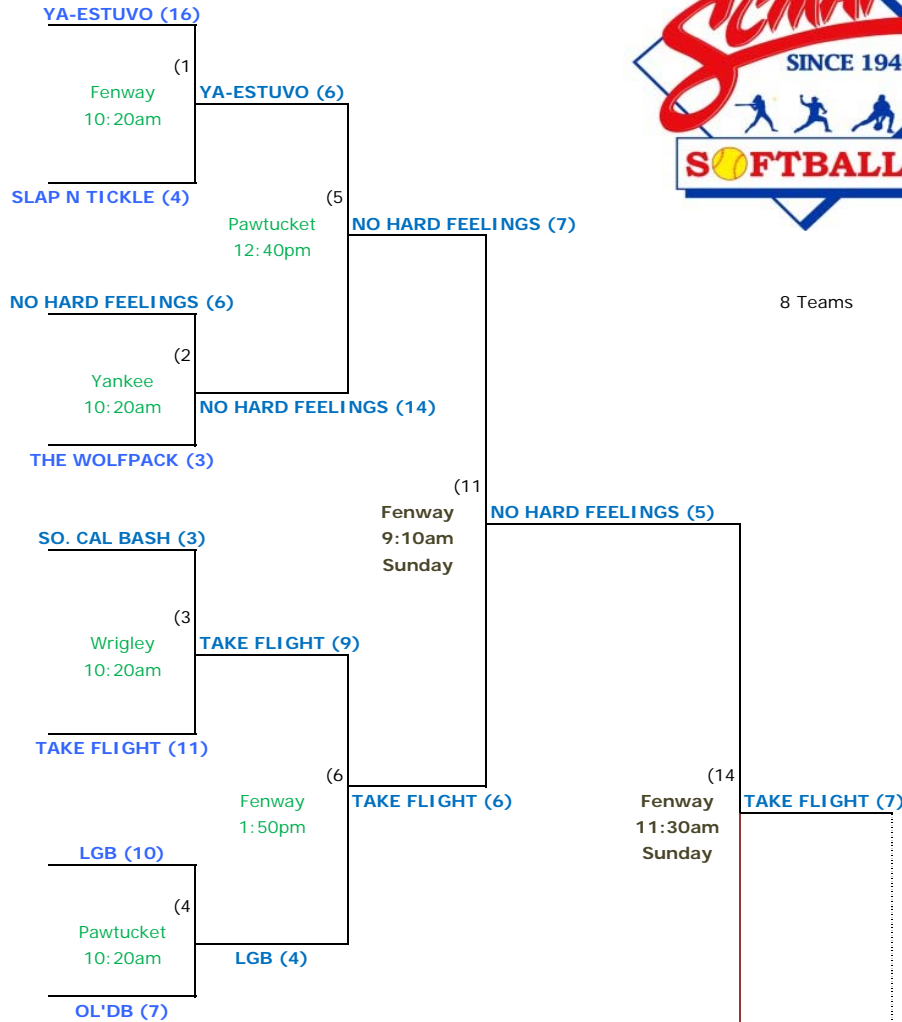 YA-ESTUVO (16)
(1
Fenway
10:20am
YA-ESTUVO (6)
SLAP N TICKLE (4)
(5
Pawtucket
12:40pm
NO HARD FEELINGS (7)
NO HARD FEELINGS (6)
(2
Yankee
10:20am
NO HARD FEELINGS (14)
THE WOLFPACK (3)
SINCE 194
SOFTBALL
8 Teams
(11
Fenway
9:10am
Sunday
NO HARD FEELINGS (5)
SO. CAL BASH (3)
(3
Wrigley
10:20am
TAKE FLIGHT (9)
TAKE FLIGHT (11)
(6
Fenway
1:50pm
TAKE FLIGHT (6)
(14
Fenway
11:30am
Sunday
TAKE FLIGHT (7)
LGB (10)
(4
Pawtucket
10:20am
LGB (4)
OL'DB (7)